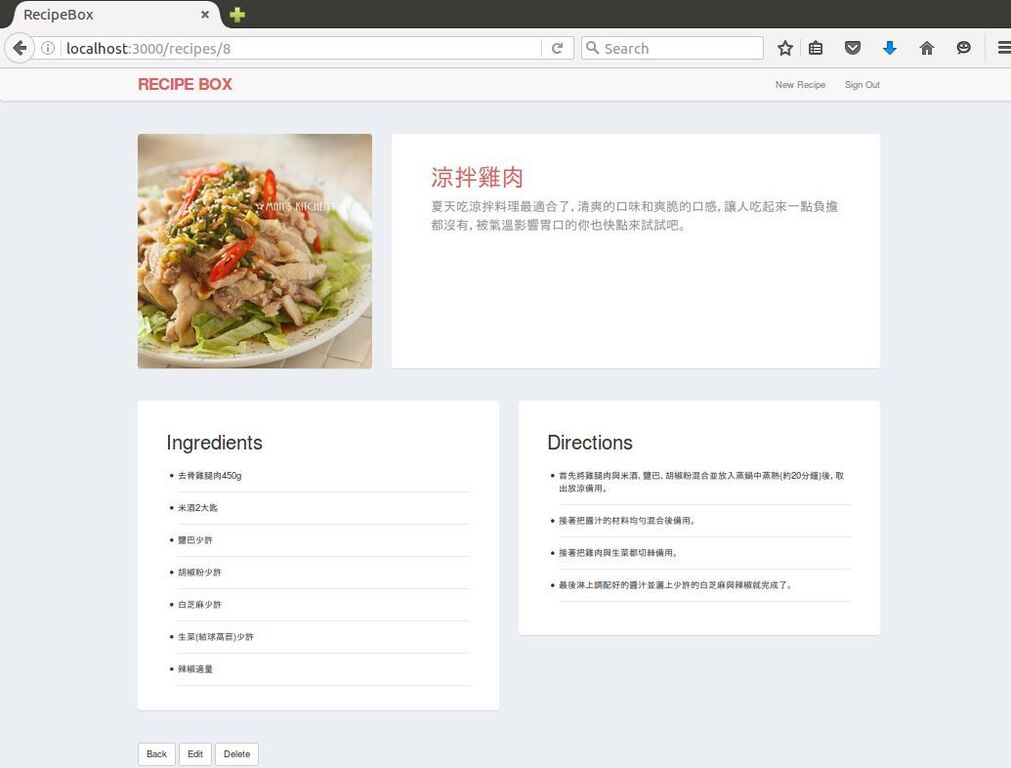 RecipeBox
localhost:3000/recipes/8
Search
RECIPE BOX
New Recipe
Sign Out
☆MAN'S KITCHEN
涼拌雞肉
夏天吃涼拌料理最適合了, 清爽的口味和爽脆的口感, 讓人吃起來一點負擔
都沒有, 被氣溫影響胃口的你也快點來試試吧。
Ingredients
去骨雞腿肉450g
米酒2大匙
鹽巴少許
胡椒粉少許
白芝麻少許
生菜(結球萵苣)少許
辣椒適量
Directions
首先將雞腿肉與米酒、鹽巴、胡椒粉混合並放入蒸鍋中蒸熟(約20分鐘)後, 取
出放涼備用。
接著把醬汁的材料均勻混合後備用。
接著把雞肉與生菜都切絲備用。
最後淋上調配好的醬汁並灑上少許的白芝麻與辣椒就完成了。
Back
Edit
Delete